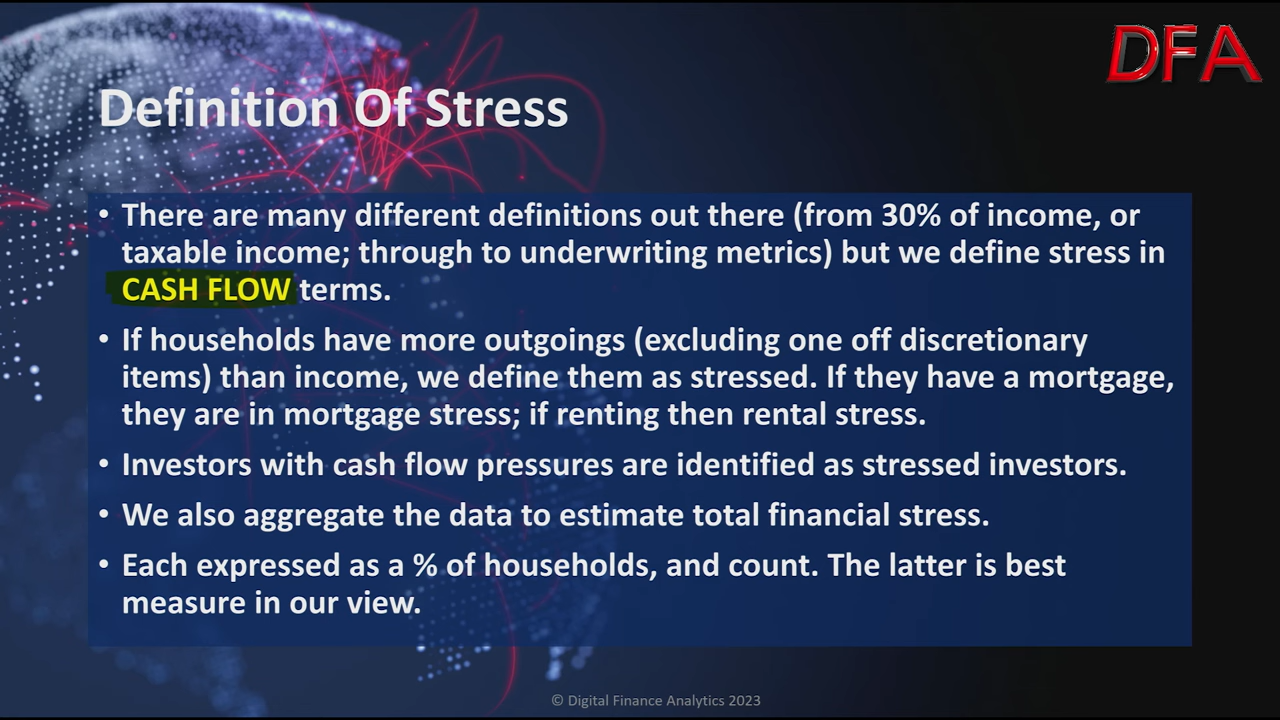 DFA
Definition Of Stress
• There are many different definitions out there (from 30% of income, or
taxable income; through to underwriting metrics) but we define stress in
CASH FLOW terms.
• If households have more outgoings (excluding one off discretionary
items) than income, we define them as stressed. If they have a mortgage,
they are in mortgage stress; if renting then rental stress.
• Investors with cash flow pressures are identified as stressed investors.
• We also aggregate the data to estimate total financial stress.
• Each expressed as a % of households, and count. The latter is best
measure in our view.
© Digital Finance Analytics 2023